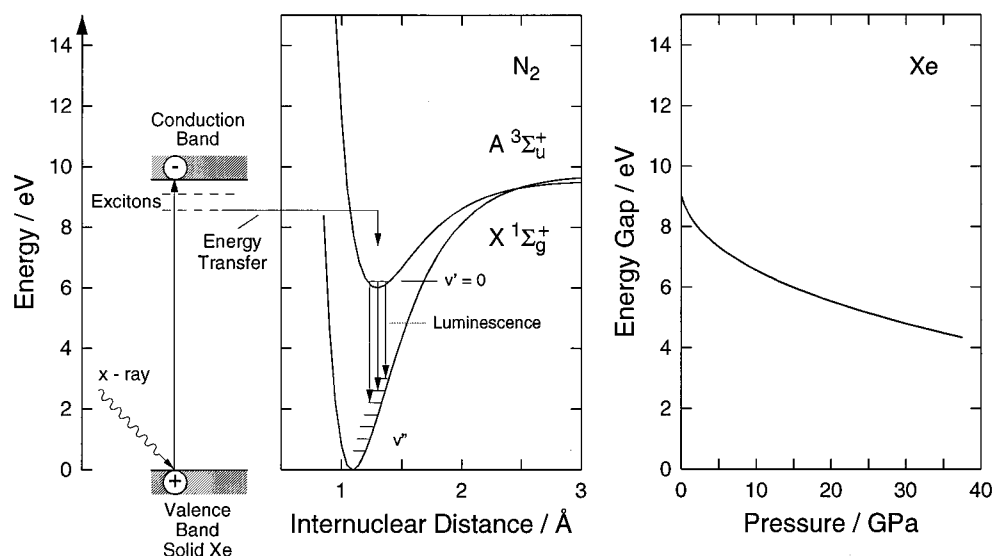 Energy / eV
14
12
10
8
6
4
2
0
Conduction
Band
-
Excitons
Energy
Transfer
x - ray
+
Valence
Band
Solid Xe
N₂
A ³Σᵤ⁺
X ¹Σg⁺
v' = 0
Luminescence
v"
1
2
3
Internuclear Distance / Å
Energy Gap / eV
14
12
10
8
6
4
2
0
Xe
0
10
20
30
40
Pressure / GPa